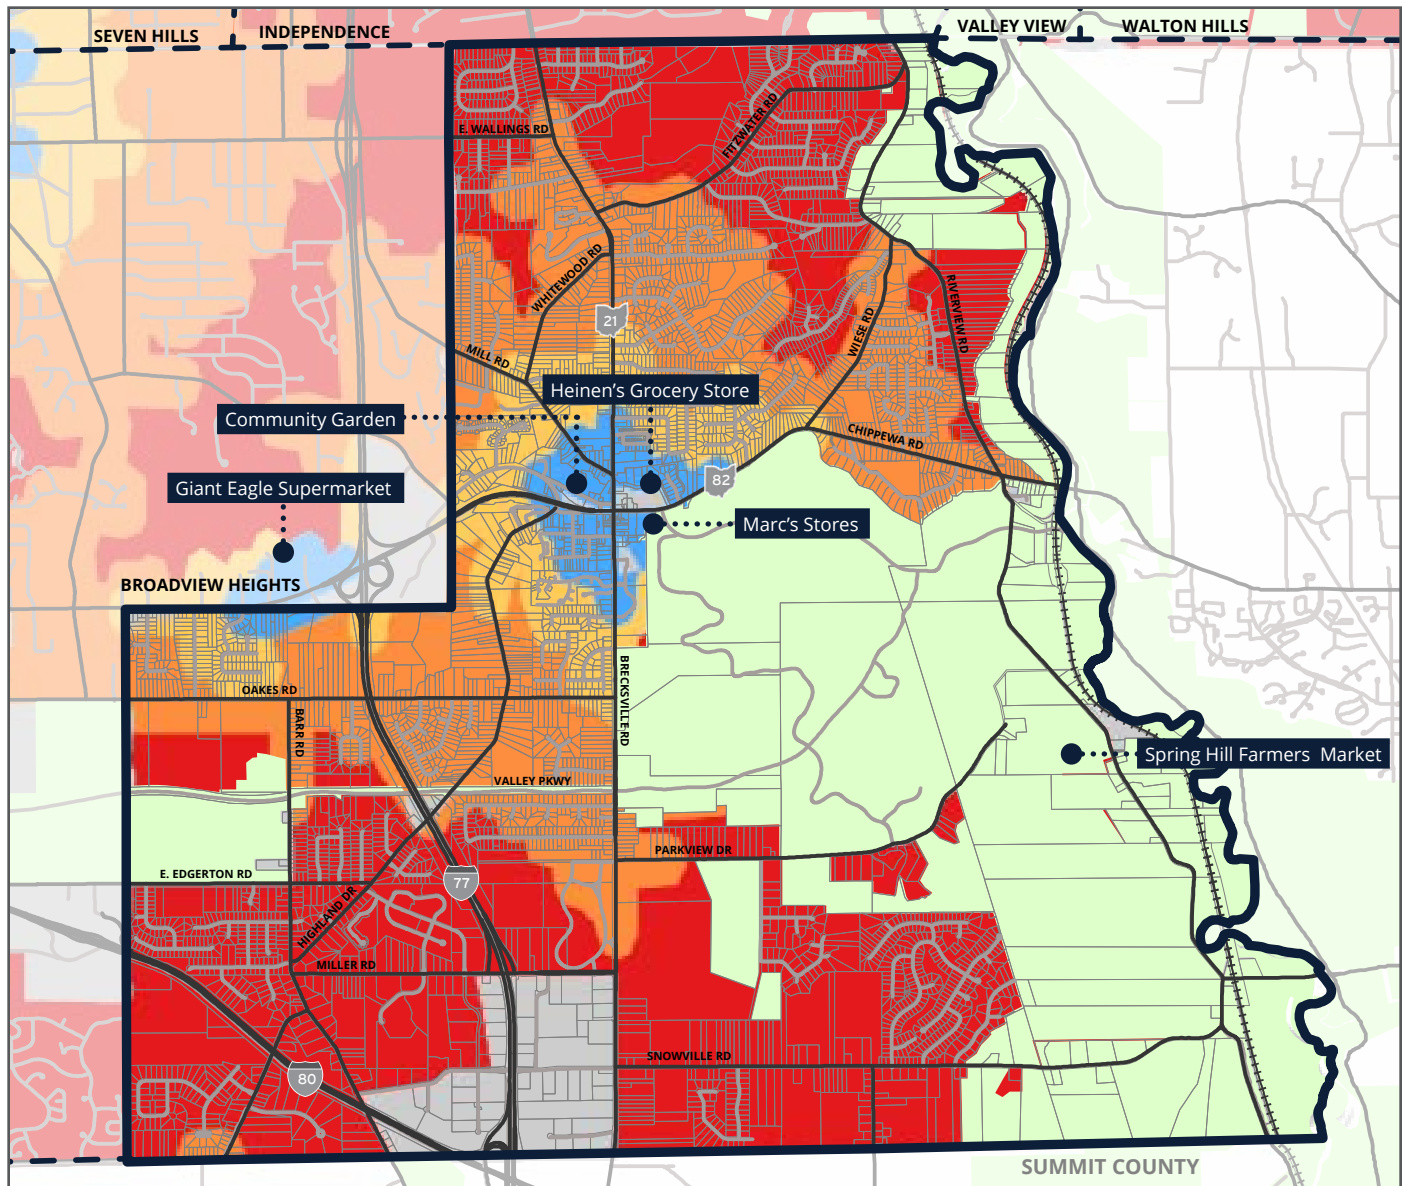 SEVEN HILLS
INDEPENDENCE
VALLEY VIEW
WALTON HILLS
E. WALLINGS RD
FITZWATER RD
WHITEWOOD RD
21
RIVERVIEW RD
WIESE RD
MILL RD
Heinen's Grocery Store
Community Garden
CHIPPEWA RD
82
Giant Eagle Supermarket
Marc's Stores
BROADVIEW HEIGHTS
BRECKSVILLE RD
OAKES RD
BARR RD
Spring Hill Farmers Market
VALLEY PKWY
PARKVIEW DR
E. EDGERTON RD
77
HIGHLAND DR
MILLER RD
SNOWVILLE RD
80
SUMMIT COUNTY